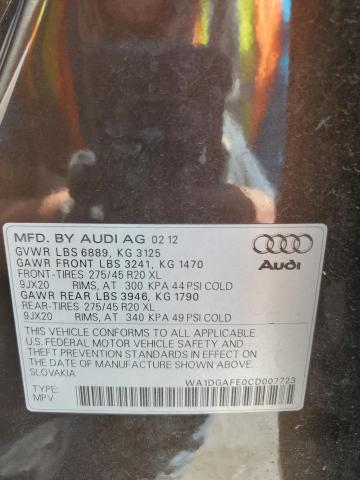 MFD. BY AUDI AG 02 12
GVWR LBS 6889, KG 3125
GAWR FRONT LBS 3241, KG 1470
FRONT-TIRES 275/45 R20 XL
9JX20 RIMS, AT 300 KPA 44 PSI COLD
GAWR REAR LBS 3946, KG 1790
REAR-TIRES 275/45 R20 XL
9JX20 RIMS, AT 340 KPA 49 PSI COLD
Audi
THIS VEHICLE CONFORMS TO ALL APPLICABLE
U.S. FEDERAL MOTOR VEHICLE SAFETY AND
THEFT PREVENTION STANDARDS IN EFFECT ON
THE DATE OF MANUFACTURE SHOWN ABOVE.
SLOVAKIA
WA1DGAFE0CD007723
TYPE:
MPV